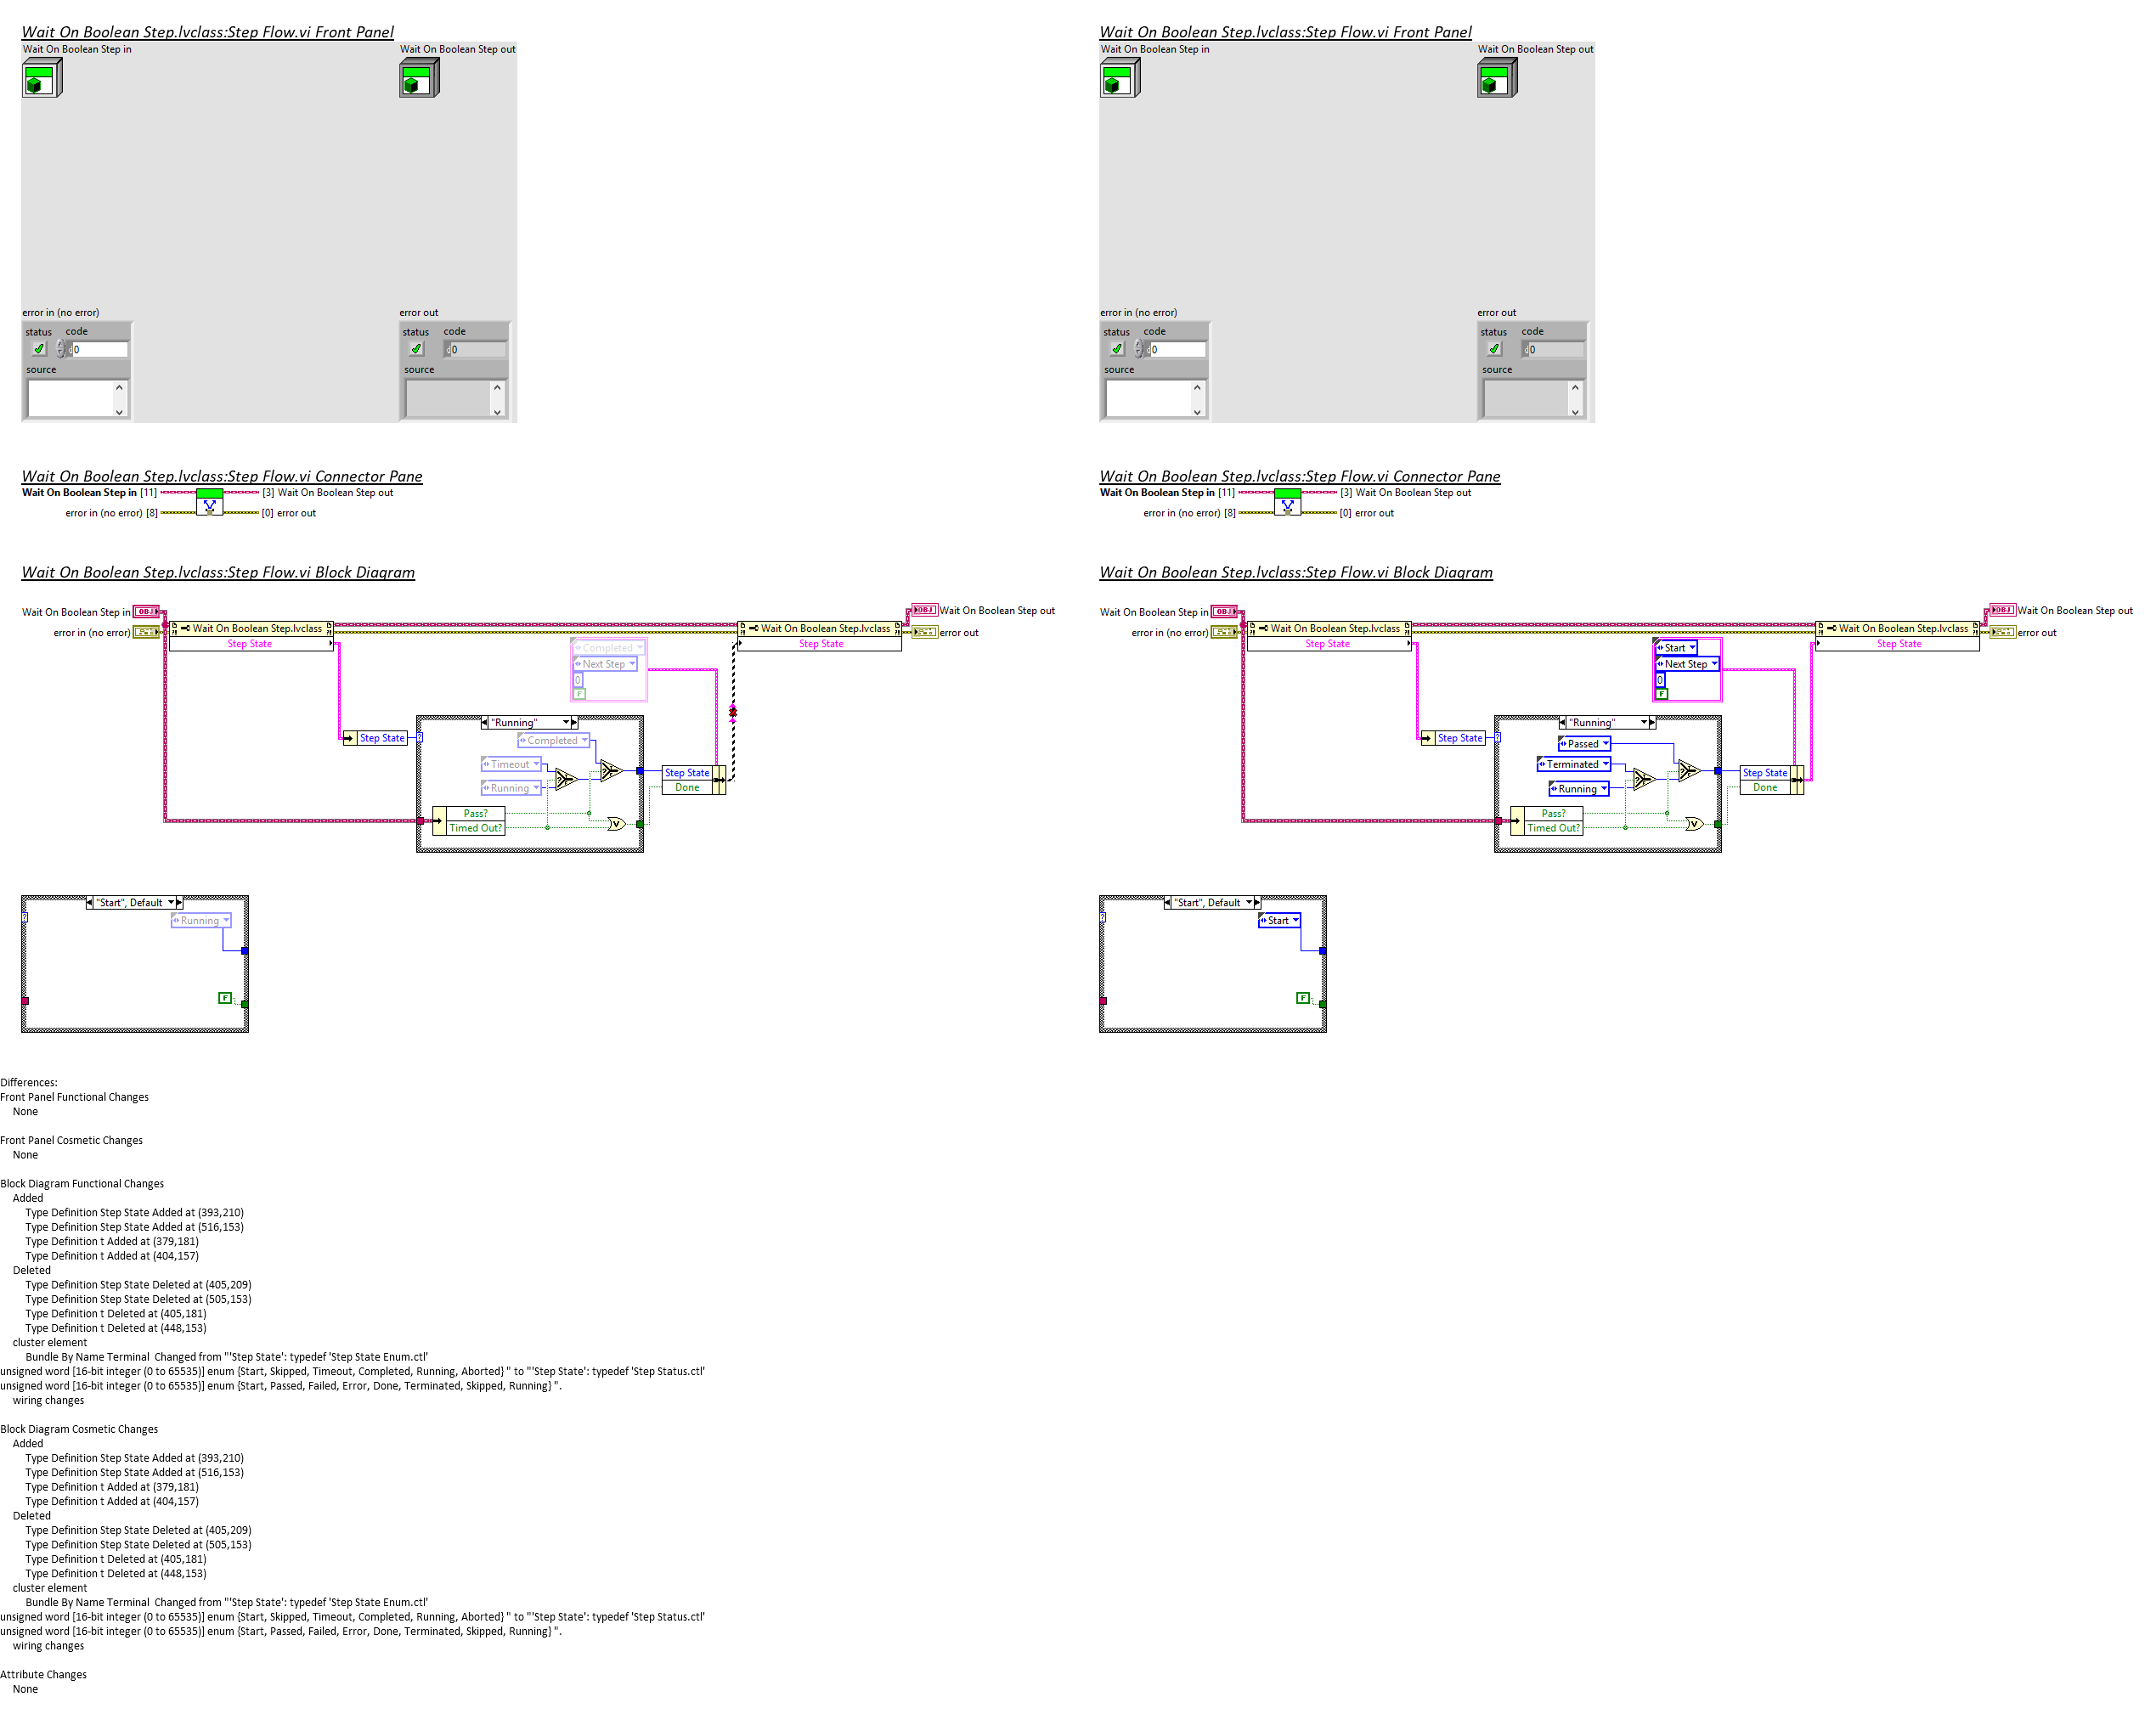 Wait On Boolean Step.lvclass:Step Flow.vi Front Panel
Wait On Boolean Step in
Wait On Boolean Step out
error in (no error)
error out
status code
0
source
status code
0
source
Wait On Boolean Step.lvclass:Step Flow.vi Connector Pane
Wait On Boolean Step in [11]
[3] Wait On Boolean Step out
error in (no error) [8]
[0] error out
Wait On Boolean Step.lvclass:Step Flow.vi Block Diagram
Wait On Boolean Step in
OBJ
Wait On Boolean Step.lvclass
Step State
error in (no error)
Wait On Boolean Step.lvclass
Step State
OBJ
Wait On Boolean Step out
error out
Completed
Next Step
0
F
"Running"
Step State
?
Completed
Timeout
Running
Pass?
Timed Out?
V
Step State
Done
"Start", Default
?
Running
F
Wait On Boolean Step.lvclass:Step Flow.vi Front Panel
Wait On Boolean Step in
Wait On Boolean Step out
error in (no error)
error out
status code
0
source
status code
0
source
Wait On Boolean Step.lvclass:Step Flow.vi Connector Pane
Wait On Boolean Step in [11]
[3] Wait On Boolean Step out
error in (no error) [8]
[0] error out
Wait On Boolean Step.lvclass:Step Flow.vi Block Diagram
Wait On Boolean Step in
OBJ
Wait On Boolean Step.lvclass
Step State
error in (no error)
Wait On Boolean Step.lvclass
Step State
OBJ
Wait On Boolean Step out
error out
Start
Next Step
0
F
"Running"
Step State
?
Passed
Terminated
Running
Pass?
Timed Out?
V
Step State
Done
"Start", Default
?
Start
F
Differences:
Front Panel Functional Changes
None
Front Panel Cosmetic Changes
None
Block Diagram Functional Changes
Added
Type Definition Step State Added at (393,210)
Type Definition Step State Added at (516,153)
Type Definition t Added at (379,181)
Type Definition t Added at (404,157)
Deleted
Type Definition Step State Deleted at (405,209)
Type Definition Step State Deleted at (505,153)
Type Definition t Deleted at (405,181)
Type Definition t Deleted at (448,153)
cluster element
Bundle By Name Terminal  Changed from "'Step State': typedef 'Step State Enum.ctl'
unsigned word [16-bit integer (0 to 65535)] enum {Start, Skipped, Timeout, Completed, Running, Aborted} " to "'Step State': typedef 'Step Status.ctl'
unsigned word [16-bit integer (0 to 65535)] enum {Start, Passed, Failed, Error, Done, Terminated, Skipped, Running} ".
wiring changes
Block Diagram Cosmetic Changes
Added
Type Definition Step State Added at (393,210)
Type Definition Step State Added at (516,153)
Type Definition t Added at (379,181)
Type Definition t Added at (404,157)
Deleted
Type Definition Step State Deleted at (405,209)
Type Definition Step State Deleted at (505,153)
Type Definition t Deleted at (405,181)
Type Definition t Deleted at (448,153)
cluster element
Bundle By Name Terminal  Changed from "'Step State': typedef 'Step State Enum.ctl'
unsigned word [16-bit integer (0 to 65535)] enum {Start, Skipped, Timeout, Completed, Running, Aborted} " to "'Step State': typedef 'Step Status.ctl'
unsigned word [16-bit integer (0 to 65535)] enum {Start, Passed, Failed, Error, Done, Terminated, Skipped, Running} ".
wiring changes
Attribute Changes
None